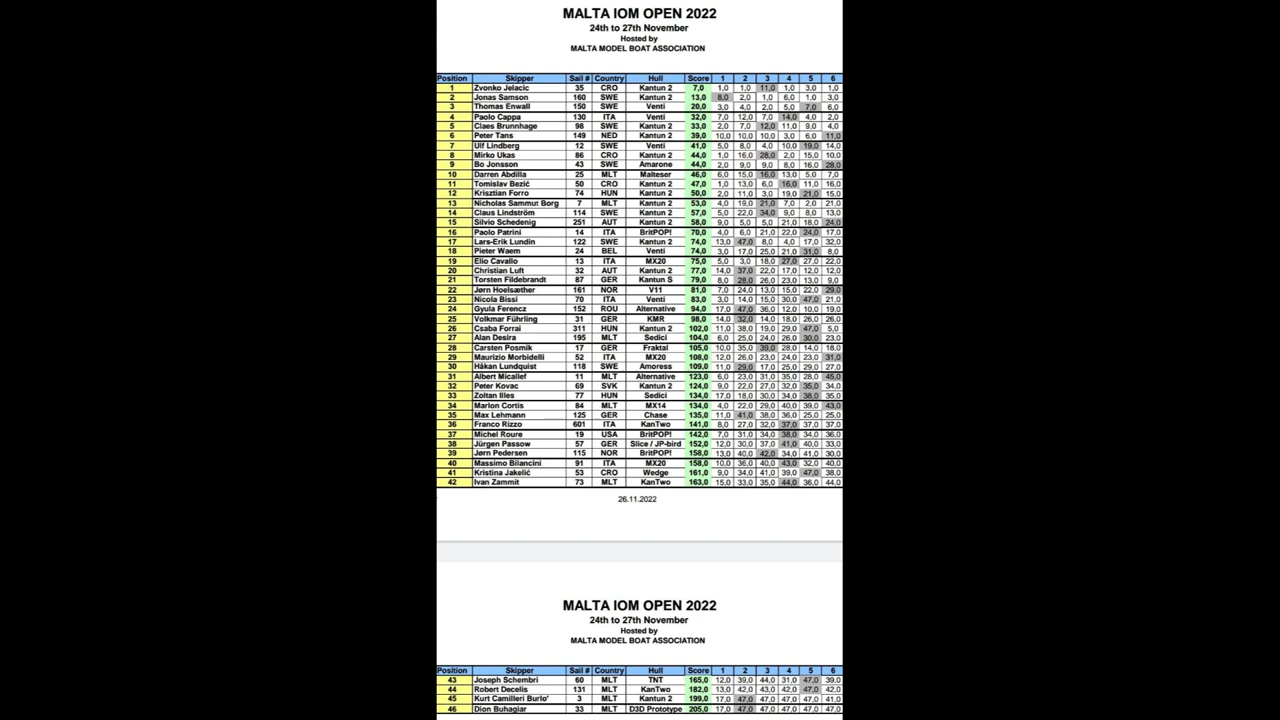 MALTA IOM OPEN 2022
24th to 27th November
Hosted by
MALTA MODEL BOAT ASSOCIATION
Position Skipper Sail # Country Hull Score 1 2 3 4 5 6
1 Zvonko Jelacic 35 CRO Kantun 2 7,0 1,0 1,0 11,0 1,0 3,0 1,0
2 Jonas Samson 160 SWE Kantun 2 13,0 8,0 2,0 1,0 6,0 1,0 3,0
3 Thomas Enwall 150 SWE Venti 20,0 3,0 4,0 2,0 5,0 7,0 6,0
4 Paolo Cappa 130 ITA Venti 32,0 7,0 12,0 7,0 14,0 4,0 2,0
5 Claes Brunnhage 98 SWE Kantun 2 33,0 2,0 7,0 12,0 11,0 9,0 4,0
6 Peter Tans 149 NED Kantun 2 39,0 10,0 10,0 10,0 3,0 6,0 11,0
7 Ulf Lindberg 12 SWE Venti 41,0 5,0 8,0 4,0 10,0 19,0 14,0
8 Mirko Ukas 86 CRO Kantun 2 44,0 1,0 16,0 28,0 2,0 15,0 10,0
9 Bo Jonsson 43 SWE Amarone 44,0 2,0 9,0 9,0 8,0 16,0 28,0
10 Darren Abdilla 25 MLT Malteser 46,0 6,0 15,0 16,0 13,0 5,0 7,0
11 Tomislav Bezić 50 CRO Kantun 2 47,0 1,0 13,0 6,0 16,0 11,0 16,0
12 Krisztian Forro 74 HUN Kantun 2 50,0 2,0 11,0 3,0 19,0 21,0 15,0
13 Nicholas Sammut Borg 7 MLT Kantun 2 53,0 4,0 19,0 21,0 7,0 2,0 21,0
14 Claus Lindström 114 SWE Kantun 2 57,0 5,0 22,0 34,0 9,0 8,0 13,0
15 Silvio Schedenig 251 AUT Kantun 2 58,0 9,0 5,0 5,0 21,0 18,0 24,0
16 Paolo Patrini 14 ITA BritPOP! 70,0 4,0 6,0 21,0 22,0 24,0 17,0
17 Lars-Erik Lundin 122 SWE Kantun 2 74,0 13,0 47,0 8,0 4,0 17,0 32,0
18 Pieter Waem 24 BEL Venti 74,0 3,0 17,0 25,0 21,0 31,0 8,0
19 Elio Cavallo 13 ITA MX20 75,0 5,0 3,0 18,0 27,0 27,0 22,0
20 Christian Luft 32 AUT Kantun 2 77,0 14,0 37,0 22,0 17,0 12,0 12,0
21 Torsten Fildebrandt 87 GER Kantun S 79,0 8,0 28,0 26,0 23,0 13,0 9,0
22 Jørn Hoelsæther 161 NOR V11 81,0 7,0 24,0 13,0 15,0 22,0 29,0
23 Nicola Bissi 70 ITA Venti 83,0 3,0 14,0 15,0 30,0 47,0 21,0
24 Gyula Ferencz 152 ROU Alternative 94,0 17,0 47,0 36,0 12,0 10,0 19,0
25 Volkmar Führling 31 GER KMR 98,0 14,0 32,0 14,0 18,0 26,0 26,0
26 Csaba Forrai 311 HUN Kantun 2 102,0 11,0 38,0 19,0 29,0 47,0 5,0
27 Alan Desira 195 MLT Sedici 104,0 6,0 25,0 24,0 26,0 30,0 23,0
28 Carsten Posmik 17 GER Fraktal 105,0 10,0 35,0 39,0 28,0 14,0 18,0
29 Maurizio Morbidelli 52 ITA MX20 108,0 12,0 26,0 23,0 24,0 23,0 31,0
30 Håkan Lundquist 118 SWE Amoress 109,0 11,0 29,0 17,0 25,0 29,0 27,0
31 Albert Micallef 11 MLT Alternative 123,0 6,0 23,0 31,0 35,0 28,0 45,0
32 Peter Kovac 69 SVK Kantun 2 124,0 9,0 22,0 27,0 32,0 35,0 34,0
33 Zoltan Illes 77 HUN Sedici 134,0 17,0 18,0 30,0 34,0 38,0 35,0
34 Marlon Cortis 84 MLT MX14 134,0 4,0 22,0 29,0 40,0 39,0 43,0
35 Max Lehmann 125 GER Chase 135,0 11,0 41,0 38,0 36,0 25,0 25,0
36 Franco Rizzo 601 ITA KanTwo 141,0 8,0 27,0 32,0 37,0 37,0 37,0
37 Michel Roure 19 USA BritPOP! 142,0 7,0 31,0 34,0 38,0 34,0 36,0
38 Jürgen Passow 57 GER Slice / JP-bird 152,0 12,0 30,0 37,0 41,0 40,0 33,0
39 Jørn Pedersen 115 NOR BritPOP! 158,0 13,0 40,0 42,0 34,0 41,0 30,0
40 Massimo Bilancini 91 ITA MX20 158,0 10,0 36,0 40,0 43,0 32,0 40,0
41 Kristina Jakelić 53 CRO Wedge 161,0 9,0 34,0 41,0 39,0 47,0 38,0
42 Ivan Zammit 73 MLT KanTwo 163,0 15,0 33,0 35,0 44,0 36,0 44,0
26.11.2022
MALTA IOM OPEN 2022
24th to 27th November
Hosted by
MALTA MODEL BOAT ASSOCIATION
Position Skipper Sail # Country Hull Score 1 2 3 4 5 6
43 Joseph Schembri 60 MLT TNT 165,0 12,0 39,0 44,0 31,0 47,0 39,0
44 Robert Decelis 131 MLT KanTwo 182,0 13,0 42,0 43,0 42,0 47,0 42,0
45 Kurt Camilleri Burlo' 3 MLT Kantun 2 199,0 17,0 47,0 47,0 47,0 47,0 41,0
46 Dion Buhagiar 33 MLT D3D Prototype 205,0 17,0 47,0 47,0 47,0 47,0 47,0